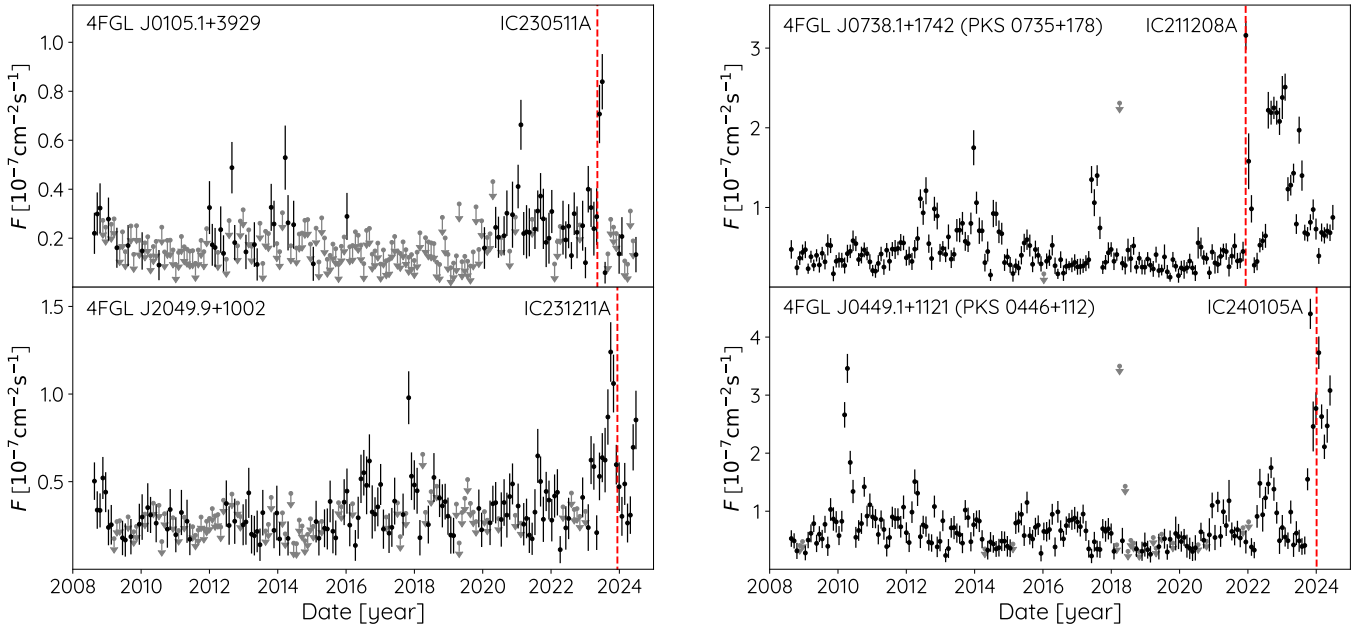 4FGL J0105.1+3929 IC230511A
1.0
0.8
0.6
0.4
0.2
F [10⁻⁷cm⁻²s⁻¹]
4FGL J2049.9+1002 IC231211A
1.5
1.0
0.5
F [10⁻⁷cm⁻²s⁻¹]
2008 2010 2012 2014 2016 2018 2020 2022 2024
Date [year]
4FGL J0738.1+1742 (PKS 0735+178) IC211208A
3
2
1
F [10⁻⁷cm⁻²s⁻¹]
4FGL J0449.1+1121 (PKS 0446+112) IC240105A
4
3
2
1
F [10⁻⁷cm⁻²s⁻¹]
2008 2010 2012 2014 2016 2018 2020 2022 2024
Date [year]